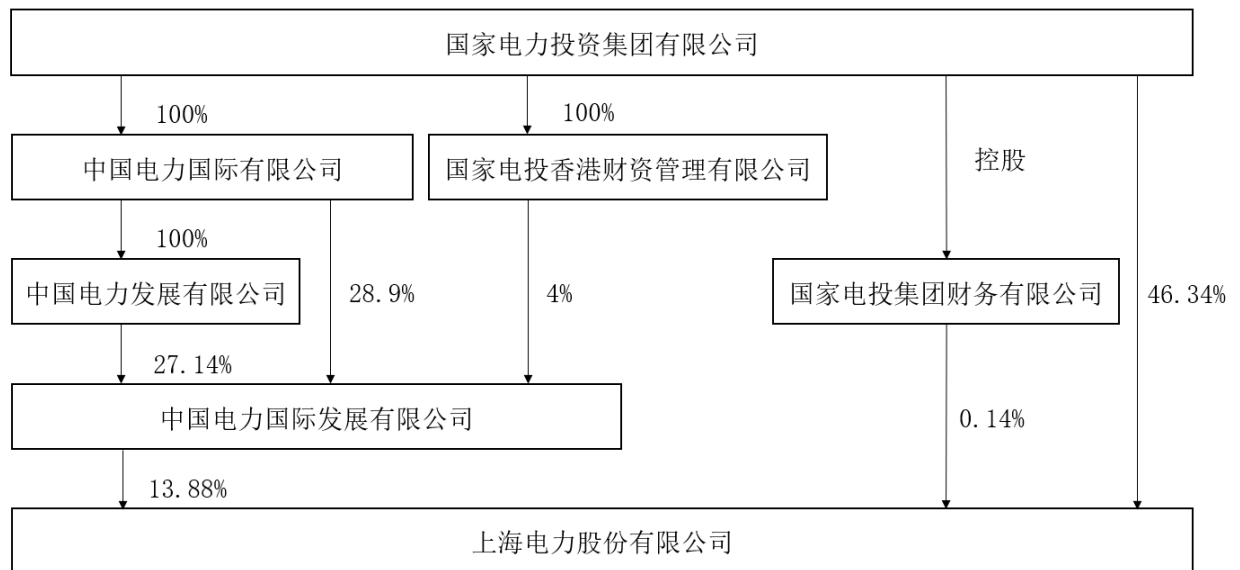 国家电力投资集团有限公司
100%
100%
中国电力国际有限公司
国家电投香港财资管理有限公司
控股
100%
中国电力发展有限公司
28.9%
4%
国家电投集团财务有限公司
46.34%
27.14%
中国电力国际发展有限公司
0.14%
13.88%
上海电力股份有限公司